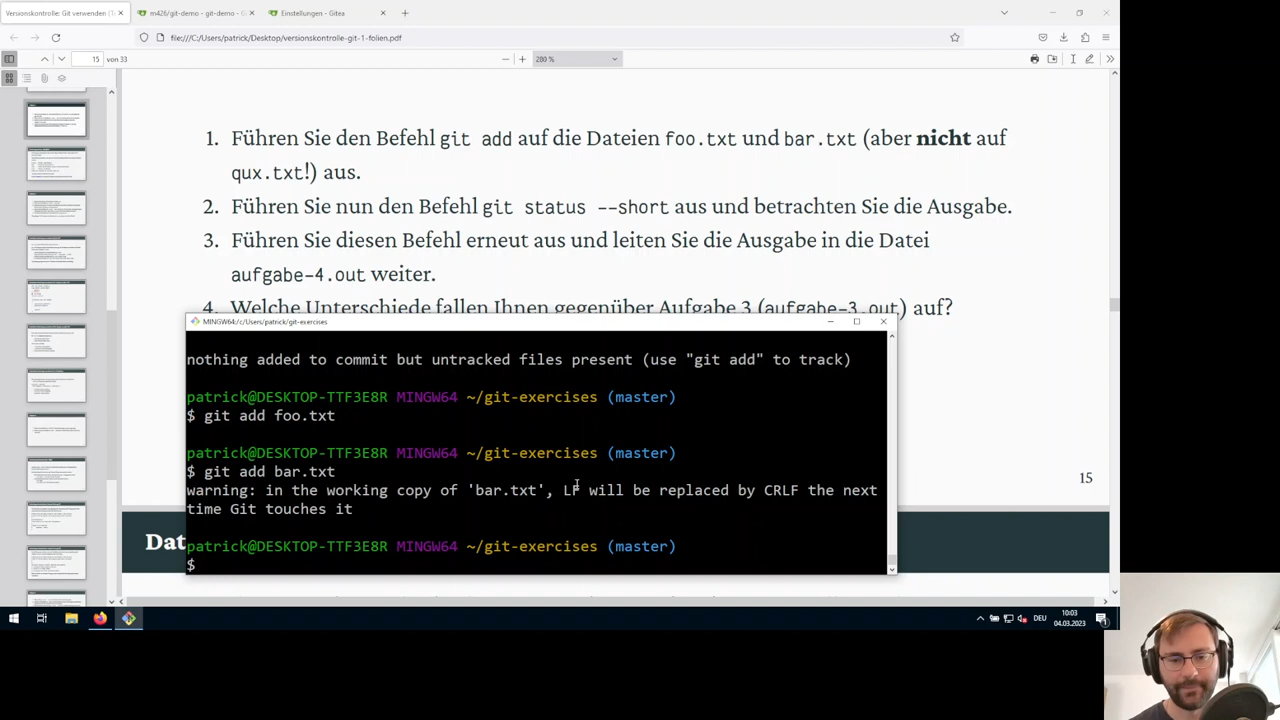 Versionskontrolle: Git verwenden (T
m426/git-demo - git-demo - Gitea
Einstellungen - Gitea
file:///C:/Users/patrick/Desktop/versionskontrolle-git-1-folien.pdf
15 von 33
280 %
1. Führen Sie den Befehl git add auf die Dateien foo.txt und bar.txt (aber nicht auf
qux.txt!) aus.
2. Führen Sie nun den Befehl git status --short aus und betrachten Sie die Ausgabe.
3. Führen Sie diesen Befehl erneut aus und leiten Sie die Ausgabe in die Datei
aufgabe-4.out weiter.
4. Welche Unterschiede fallen Ihnen gegenüber Aufgabe 3 (aufgabe-3.out) auf?
MINGW64:/c/Users/patrick/git-exercises
nothing added to commit but untracked files present (use "git add" to track)
patrick@DESKTOP-TTF3E8R MINGW64 ~/git-exercises (master)
$ git add foo.txt
patrick@DESKTOP-TTF3E8R MINGW64 ~/git-exercises (master)
$ git add bar.txt
warning: in the working copy of 'bar.txt', LF will be replaced by CRLF the next
time Git touches it
patrick@DESKTOP-TTF3E8R MINGW64 ~/git-exercises (master)
$
15
Dat
DEU
10:03
04.03.2023